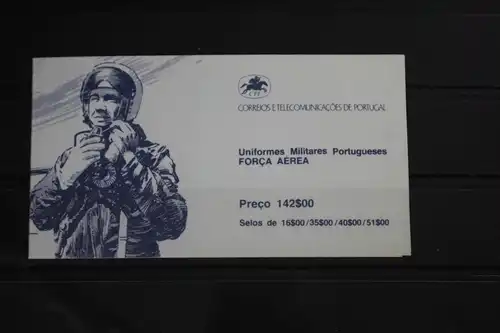 CTT
CORREIOS E TELECOMUNICAÇÕES DE PORTUGAL
Uniformes Militares Portugueses
FORÇA AÉREA
Preço 142$00
Selos de 16$00/35$00/40$00/51$00